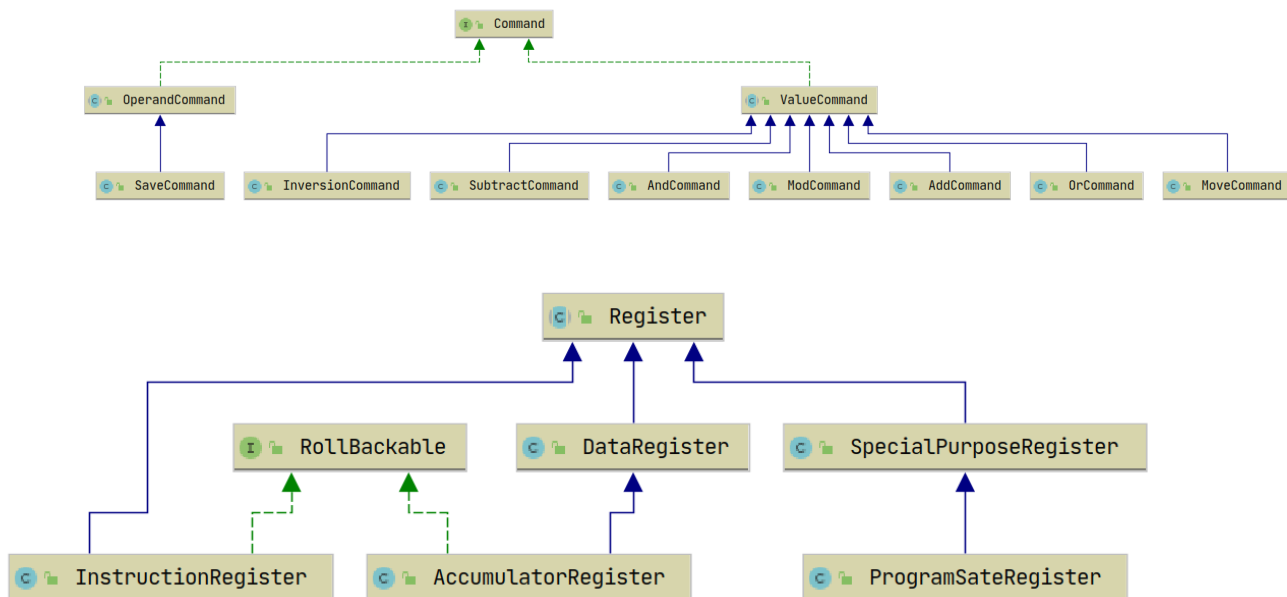 I Command
C OperandCommand
C ValueCommand
C SaveCommand
C InversionCommand
C SubtractCommand
C AndCommand
C ModCommand
C AddCommand
C OrCommand
C MoveCommand
C Register
I RollBackable
C DataRegister
C SpecialPurposeRegister
C InstructionRegister
C AccumulatorRegister
C ProgramSateRegister